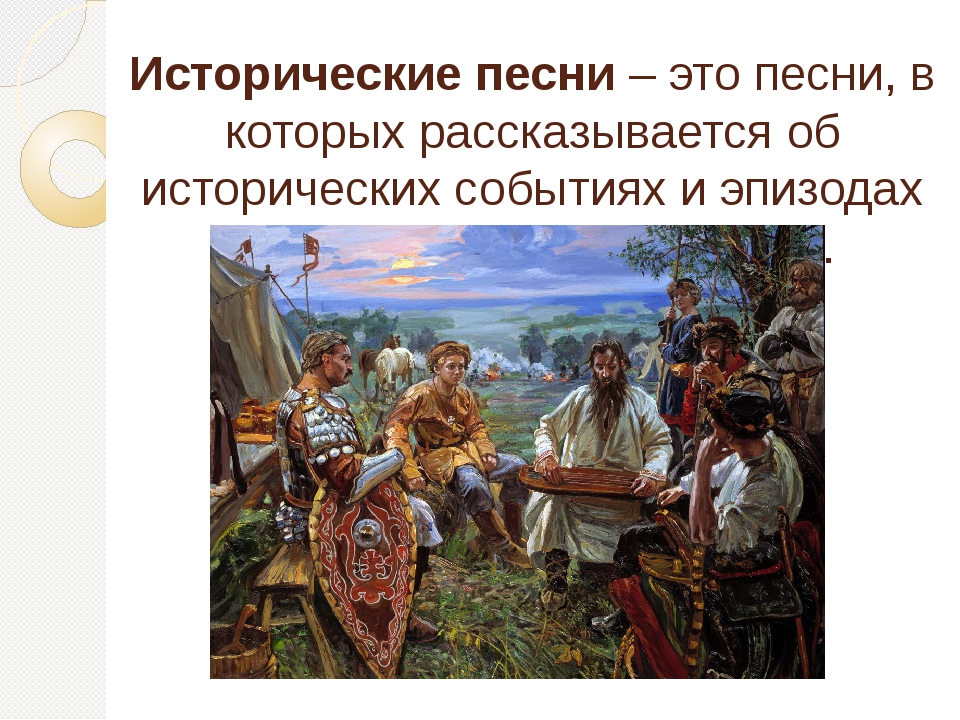 Исторические песни – это песни, в
которых рассказывается об
исторических событиях и эпизодах
.